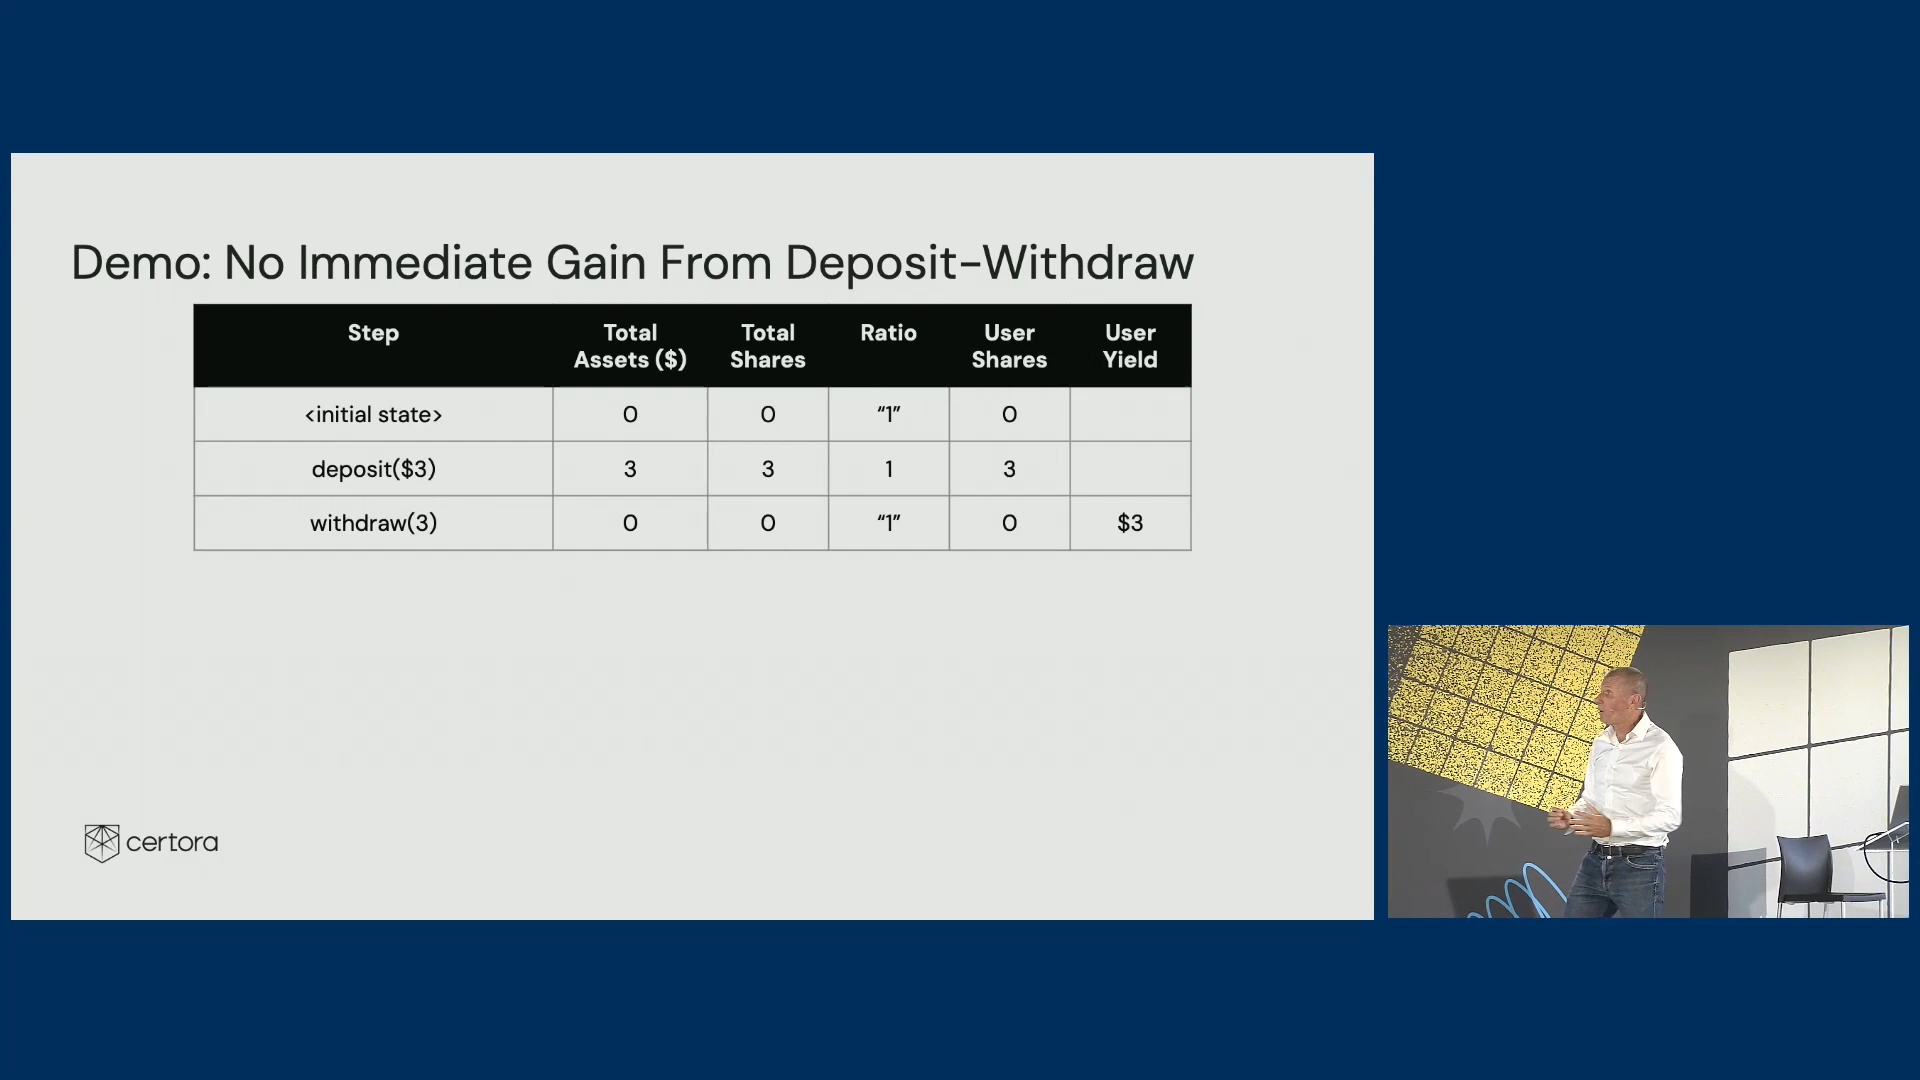 Demo: No Immediate Gain From Deposit-Withdraw
Step Total Assets ($) Total Shares Ratio User Shares User Yield
<initial state> 0 0 “1” 0
deposit($3) 3 3 1 3
withdraw(3) 0 0 “1” 0 $3
certora